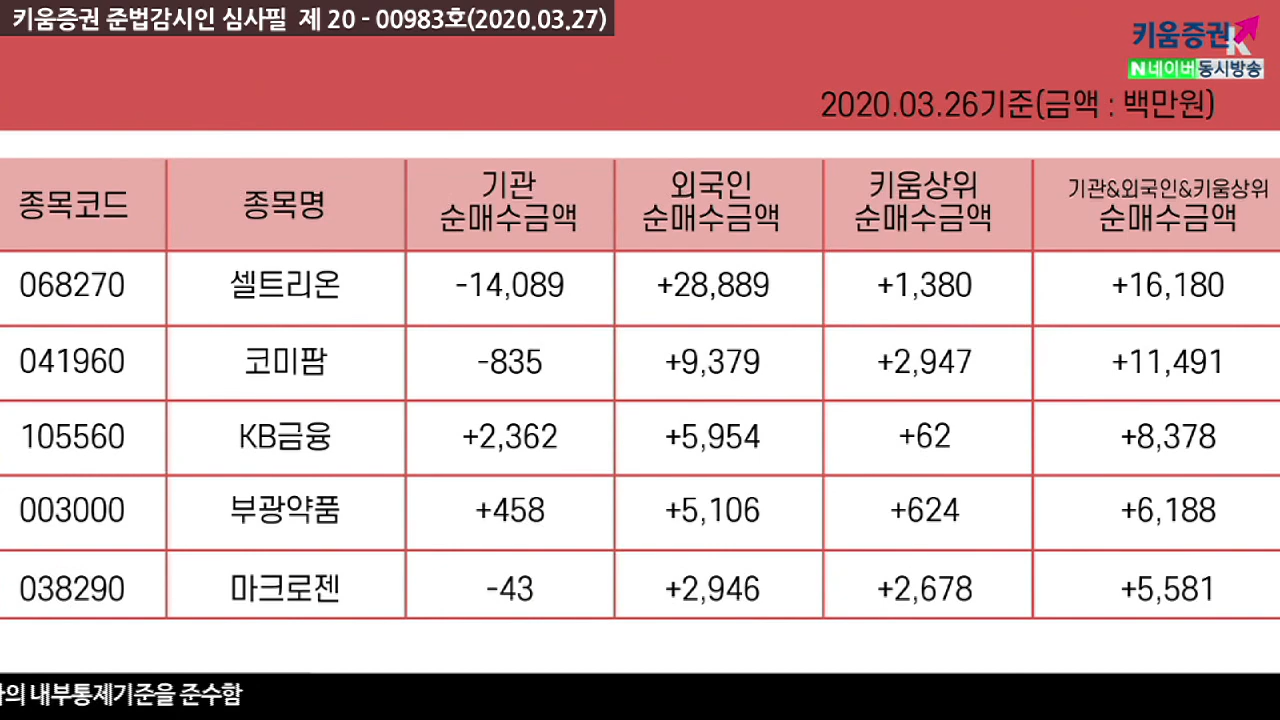 키움증권 준법감시인 심사필 제 20 - 00983호(2020.03.27)
키움증권
N네이버 동시방송
2020.03.26기준(금액 : 백만원)
종목코드 종목명 기관 순매수금액 외국인 순매수금액 키움상위 순매수금액 기관&외국인&키움상위 순매수금액
068270 셀트리온 -14,089 +28,889 +1,380 +16,180
041960 코미팜 -835 +9,379 +2,947 +11,491
105560 KB금융 +2,362 +5,954 +62 +8,378
003000 부광약품 +458 +5,106 +624 +6,188
038290 마크로젠 -43 +2,946 +2,678 +5,581
의 내부통제기준을 준수함